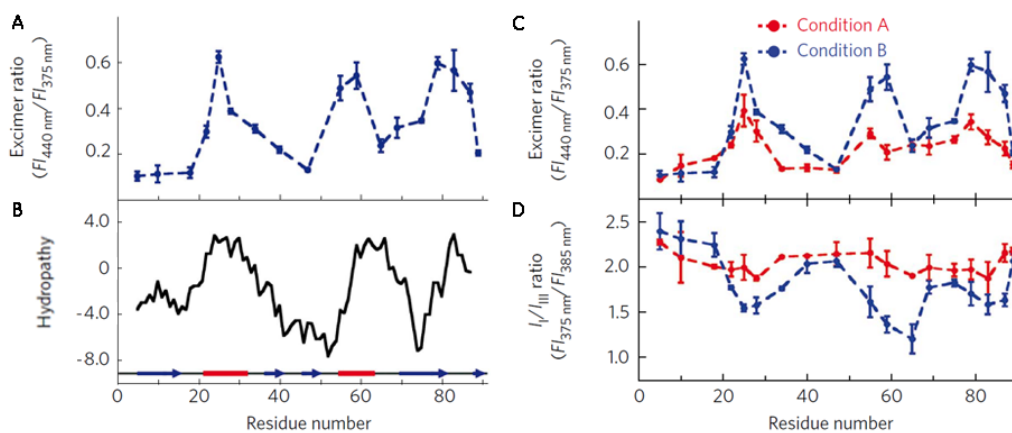 A
Excimer ratio
(FI440 nm/FI375 nm)
0.6
0.4
0.2
B
Hydropathy
4.0
0
-4.0
-8.0
0
20
40
60
80
Residue number
C
Condition A
Condition B
Excimer ratio
(FI440 nm/FI375 nm)
0.6
0.4
0.2
D
II/IIII ratio
(FI375 nm/FI385 nm)
2.5
2.0
1.5
1.0
0
20
40
60
80
Residue number